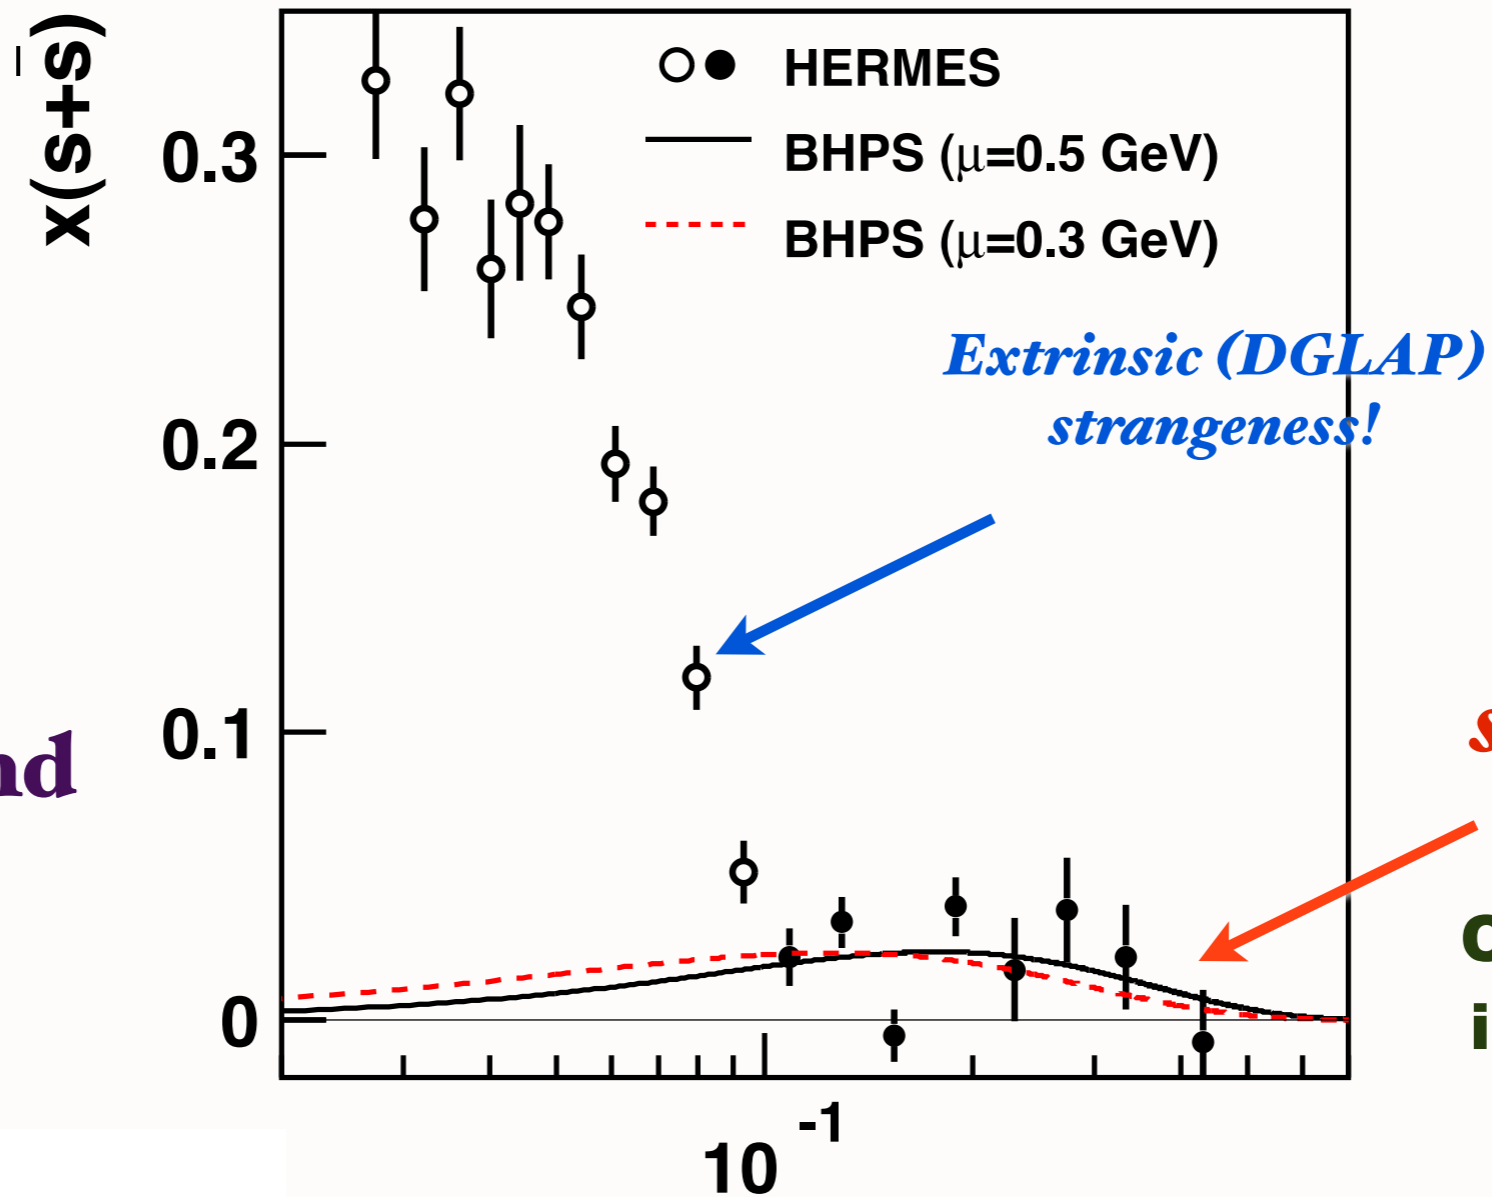 x(s+s̄)
HERMES
BHPS (μ=0.5 GeV)
BHPS (μ=0.3 GeV)
0.3
0.2
0.1
0
Extrinsic (DGLAP)
strangeness!
nd
s
i
10
-1